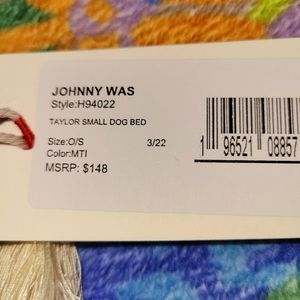 JOHNNY WAS
Style:H94022
TAYLOR SMALL DOG BED
Size:O/S 3/22
Color:MTI
MSRP: $148
1 96521 08857